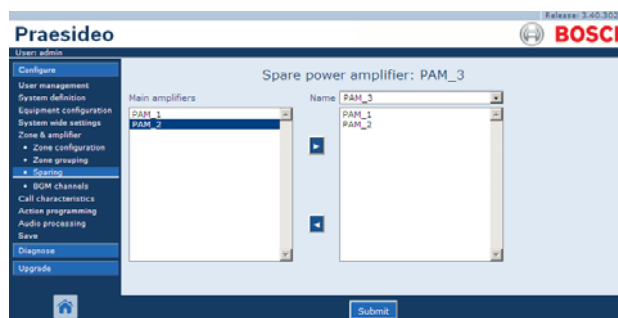 Release: 3.40.302
Praesideo
BOSCH
User: admin
Configure
User management
System definition
Equipment configuration
System wide settings
Zone & amplifier
• Zone configuration
• Zone grouping
• Sparing
• BGM channels
Call characteristics
Action programming
Audio processing
Save
Diagnose
Upgrade
Spare power amplifier: PAM_3
Main amplifiers
PAM_1
PAM_2
Name PAM_3
PAM_1
PAM_2
Submit